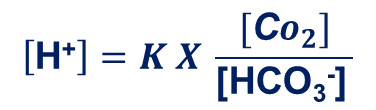 [H⁺] = K X [Co₂] / [HCO₃⁻]